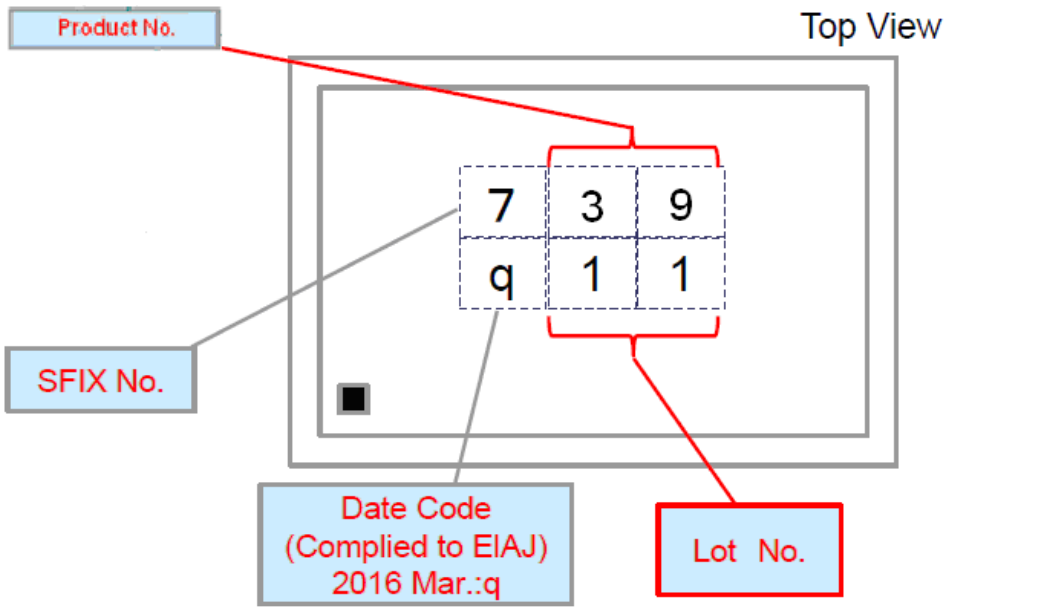 Product No.
Top View
7 3 9
q 1 1
SFIX No.
Date Code
(Complied to EIAJ)
2016 Mar.:q
Lot No.